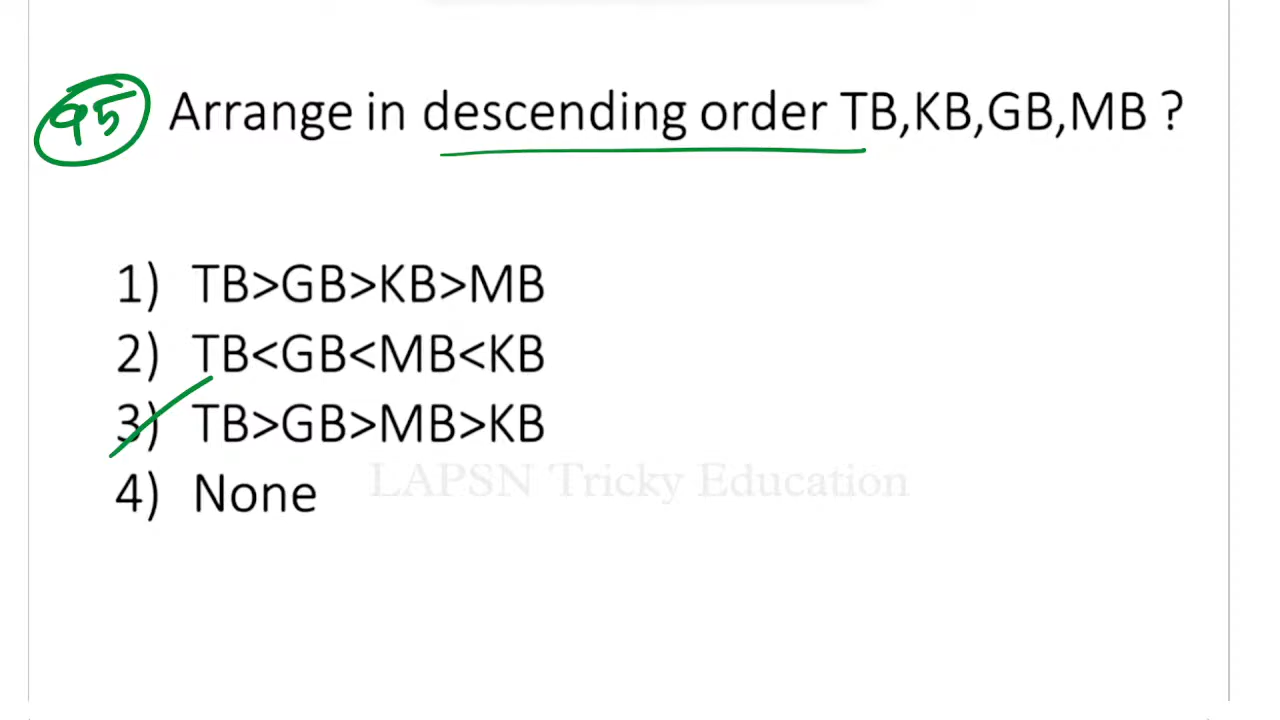 95 Arrange in descending order TB,KB,GB,MB ?
1) TB>GB>KB>MB
2) TB<GB<MB<KB
3) TB>GB>MB>KB
LAPSN Tricky Education
4) None